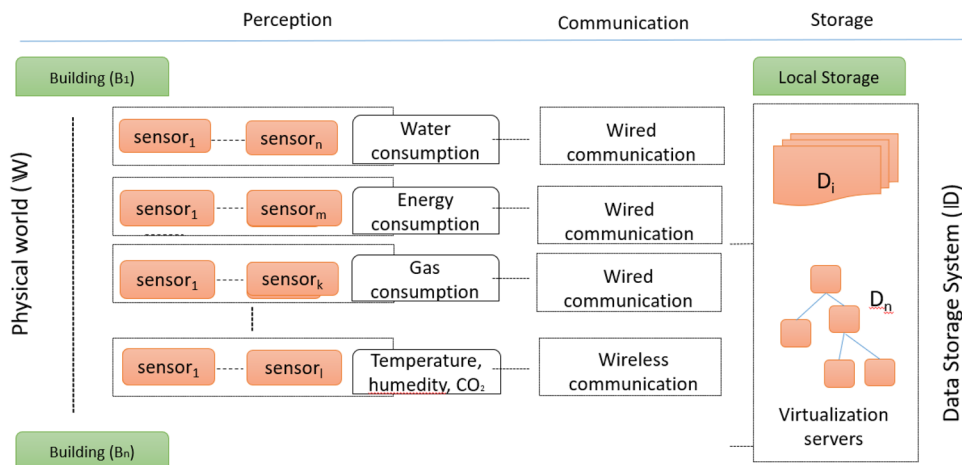 Perception
Communication
Storage
Building (B₁)
Local Storage
Physical world (W)
sensor₁
sensorₙ
Water
consumption
Wired
communication
sensor₁
sensorₘ
Energy
consumption
Wired
communication
sensor₁
sensorₖ
Gas
consumption
Wired
communication
sensor₁
sensorₗ
Temperature,
humedity, CO₂
Wireless
communication
Dᵢ
Dₙ
Virtualization
servers
Data Storage System (ID)
Building (Bₙ)